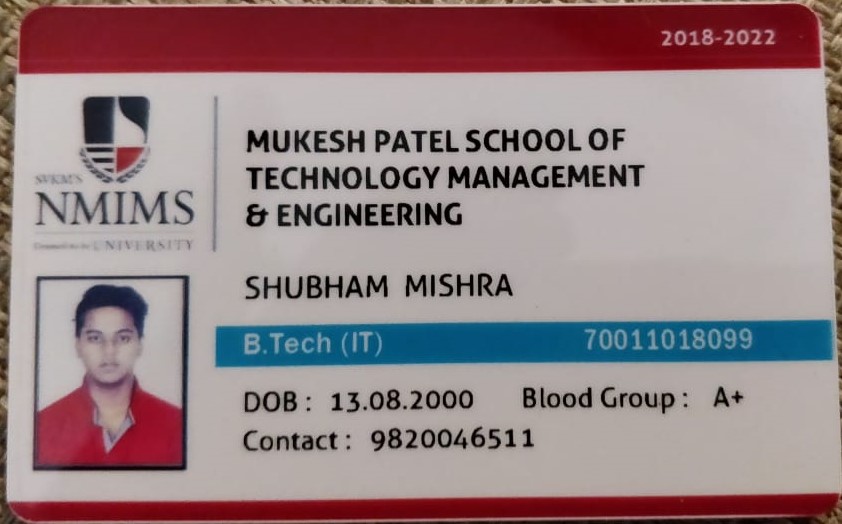 2018-2022
SVKM'S
NMIMS
UNIVERSITY
MUKESH PATEL SCHOOL OF
TECHNOLOGY MANAGEMENT
& ENGINEERING
SHUBHAM MISHRA
B.Tech (IT) 70011018099
DOB : 13.08.2000 Blood Group : A+
Contact : 9820046511